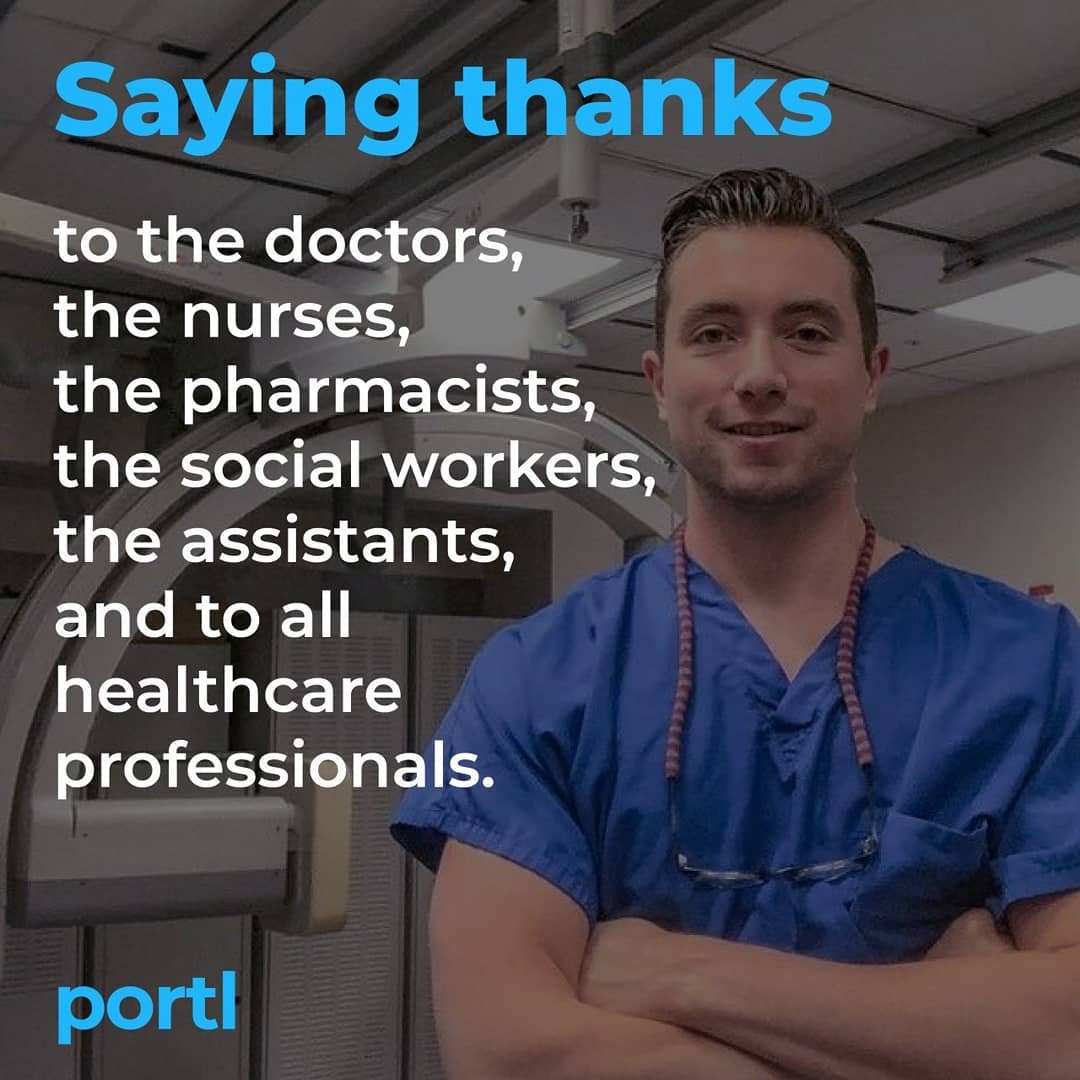 Saying thanks
to the doctors,
the nurses,
the pharmacists,
the social workers,
the assistants,
and to all
healthcare
professionals.
portl